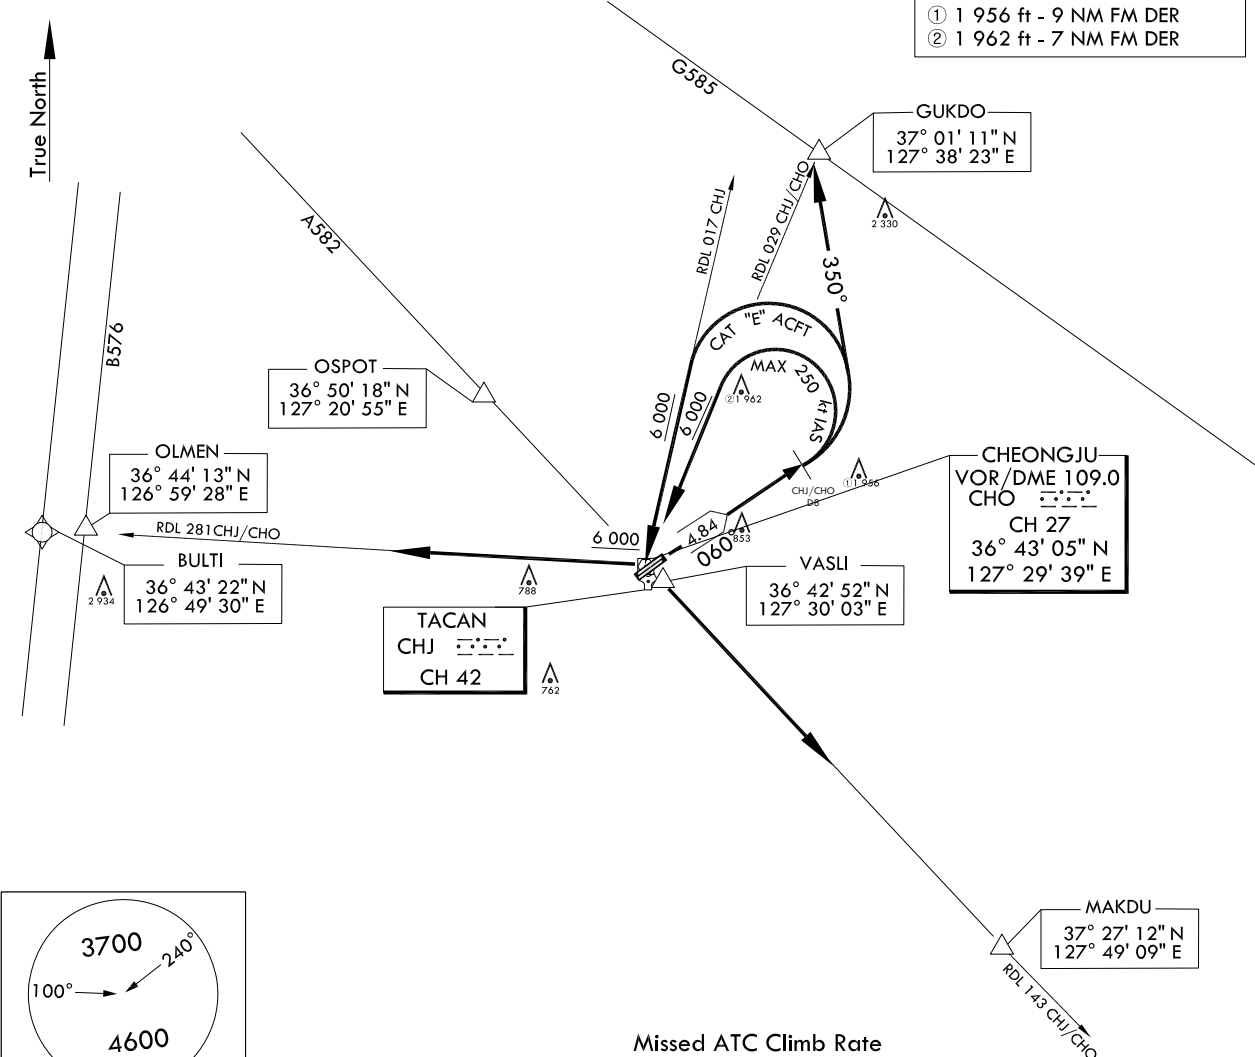 ① 1 956 ft - 9 NM FM DER
② 1 962 ft - 7 NM FM DER
True North
G585
GUKDO
37° 01' 11" N
127° 38' 23" E
2 330
A582
RDL 017 CHJ
RDL 029 CHJ/CHO
350°
B576
CAT "E" ACFT
MAX 250 kt IAS
OSPOT
36° 50' 18" N
127° 20' 55" E
6 000
6 000
② 1 962
OLMEN
36° 44' 13" N
126° 59' 28" E
CHEONGJU
VOR/DME 109.0
CHO
CH 27
36° 43' 05" N
127° 29' 39" E
① 1 956
CHJ/CHO
D8
RDL 281CHJ/CHO
6 000
4.84
060°
853
BULTI
36° 43' 22" N
126° 49' 30" E
2 934
788
VASLI
36° 42' 52" N
127° 30' 03" E
TACAN
CHJ
CH 42
762
MAKDU
37° 27' 12" N
127° 49' 09" E
RDL 143 CHJ/CHO
3700
240°
100°
4600
Missed ATC Climb Rate